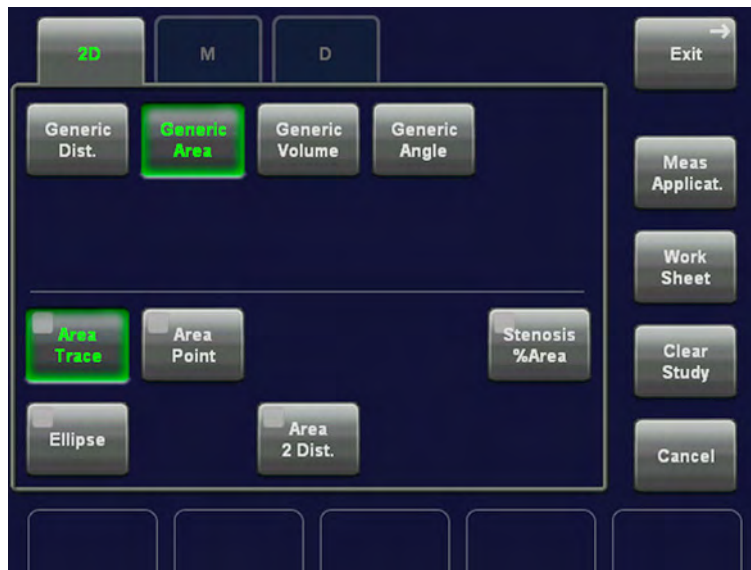 2D
M
D
Exit
Generic
Dist.
Generic
Area
Generic
Volume
Generic
Angle
Meas
Applicat.
Work
Sheet
Area
Trace
Area
Point
Stenosis
%Area
Clear
Study
Ellipse
Area
2 Dist.
Cancel